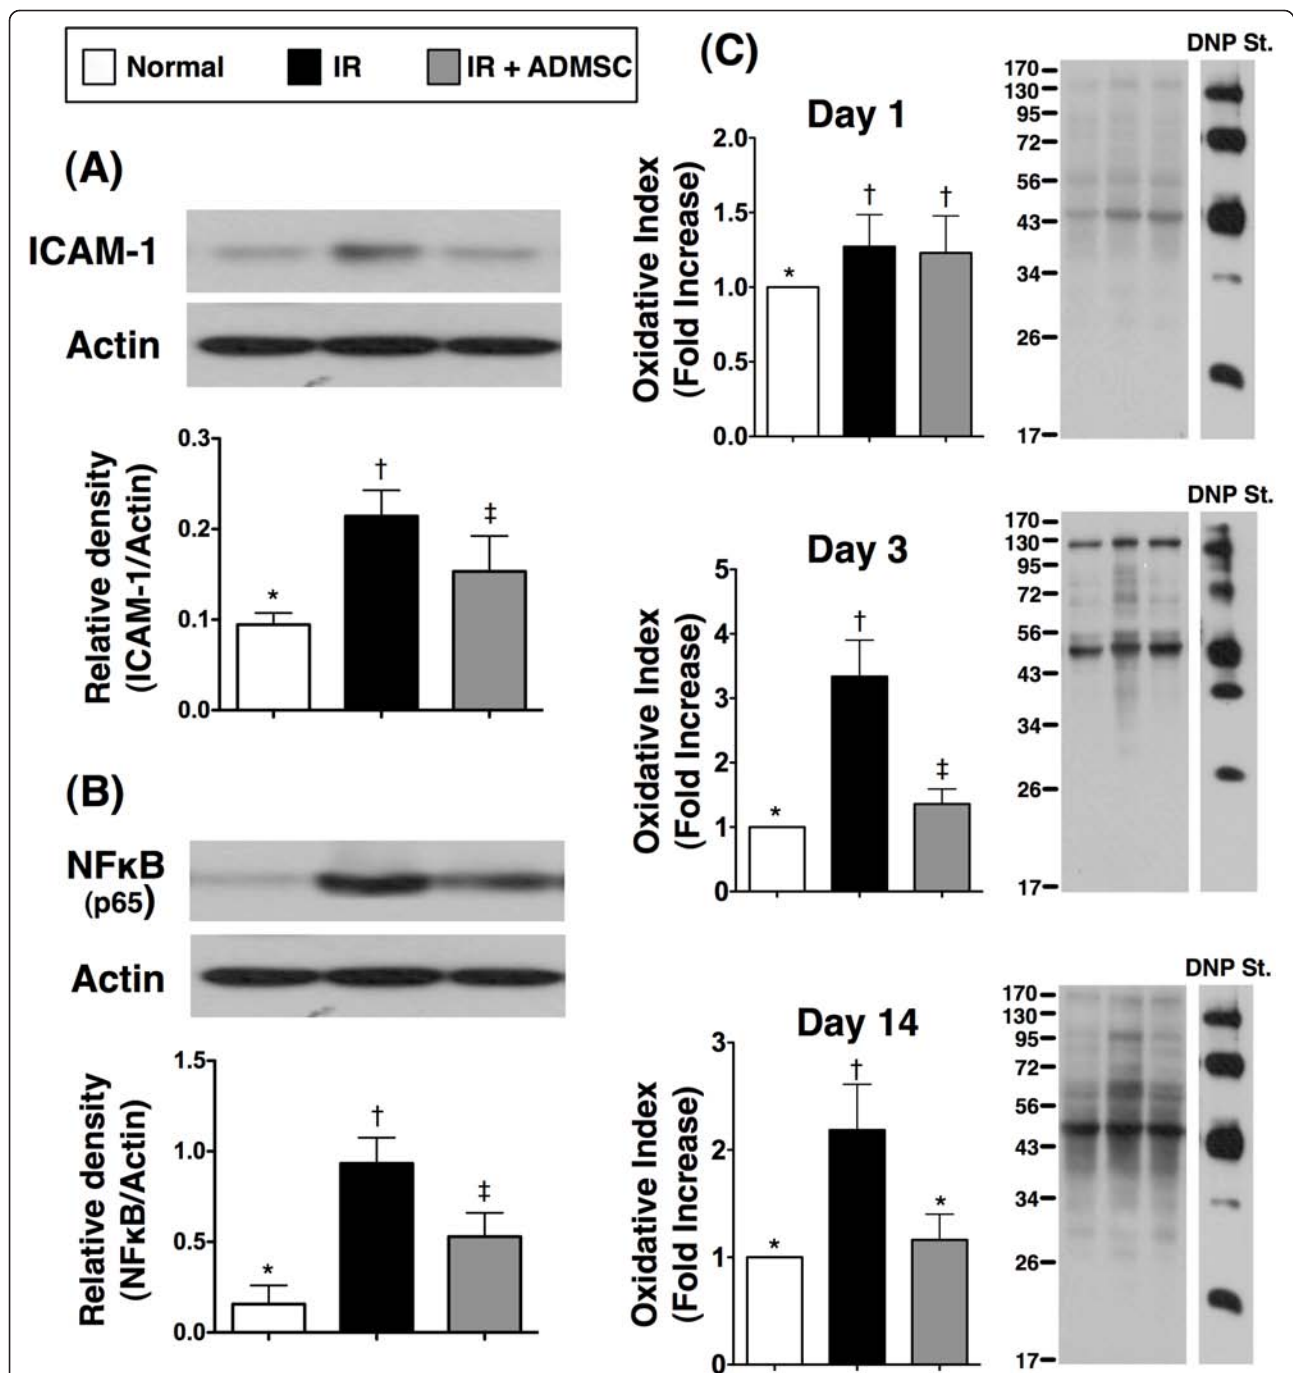 Normal IR IR + ADMSC
(A)
ICAM-1
Actin
Relative density
(ICAM-1/Actin)
0.3
0.2
0.1
0.0
*
†
‡
(B)
NFκB
(p65)
Actin
Relative density
(NFκB/Actin)
1.5
1.0
0.5
0.0
*
†
‡
(C)
Day 1
Oxidative Index
(Fold Increase)
2.0
1.5
1.0
0.5
0.0
*
†
†
DNP St.
170
130
95
72
56
43
34
26
17
Day 3
Oxidative Index
(Fold Increase)
5
4
3
2
1
0
*
†
‡
DNP St.
170
130
95
72
56
43
34
26
17
Day 14
Oxidative Index
(Fold Increase)
3
2
1
0
*
†
*
DNP St.
170
130
95
72
56
43
34
26
17